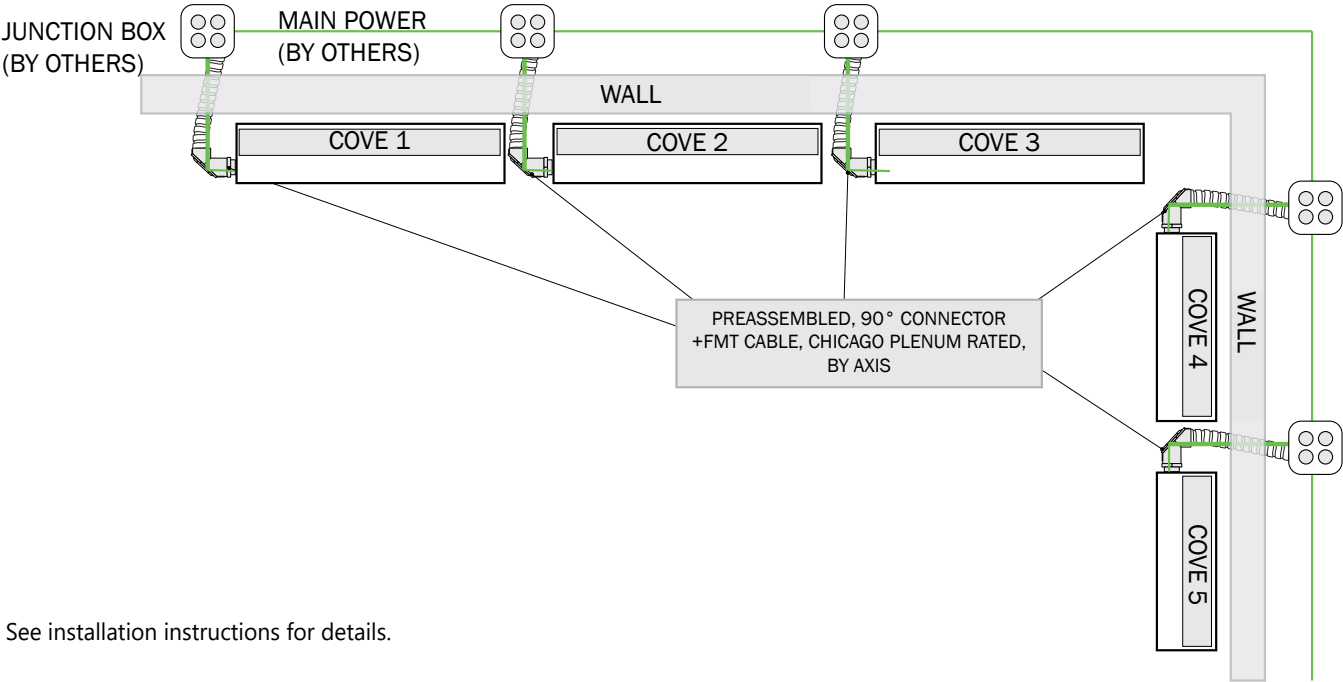 JUNCTION BOX
(BY OTHERS)
MAIN POWER
(BY OTHERS)
WALL
COVE 1
COVE 2
COVE 3
PREASSEMBLED, 90° CONNECTOR
+FMT CABLE, CHICAGO PLENUM RATED,
BY AXIS
COVE 4
WALL
COVE 5
See installation instructions for details.